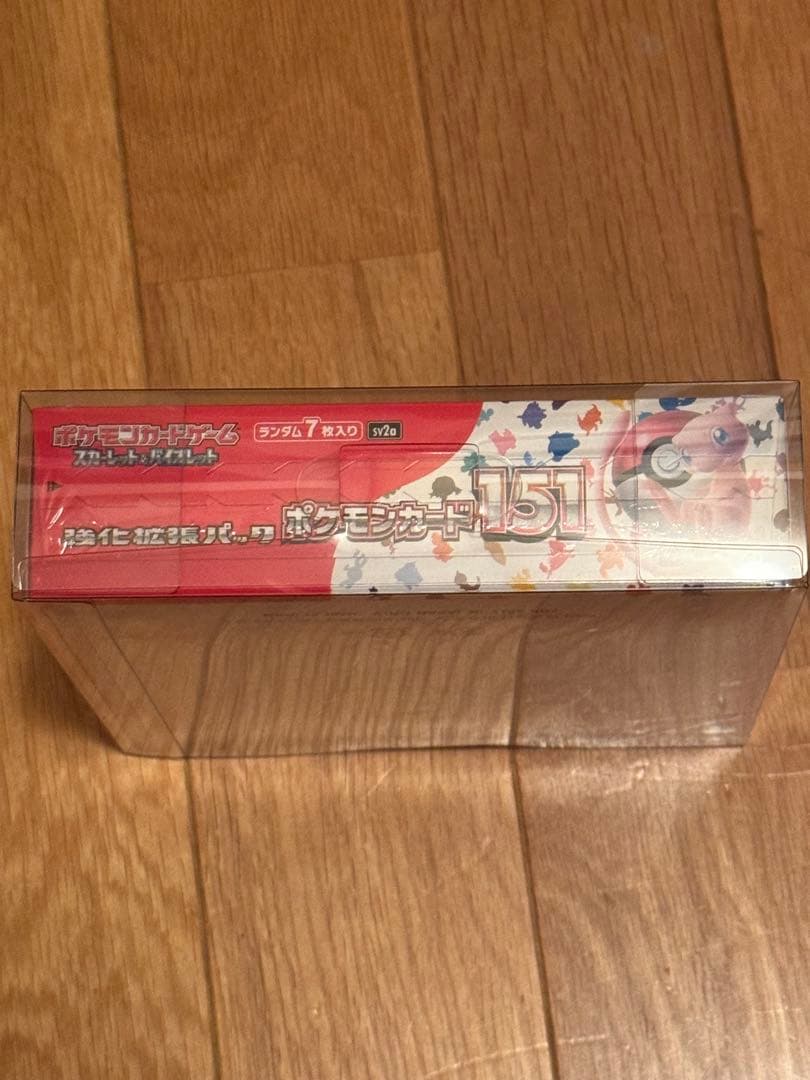 ポケモンカードゲーム
スカーレット&バイオレット
ランダム7枚入り
sv2a
強化拡張パック
ポケモンカード151